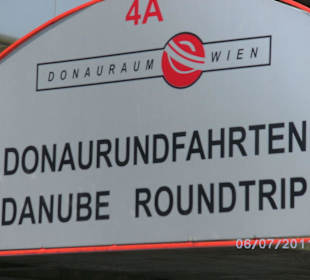 4A
DONAURAUM WIEN
DONAURUNDFAHRTEN
DANUBE ROUNDTRIP